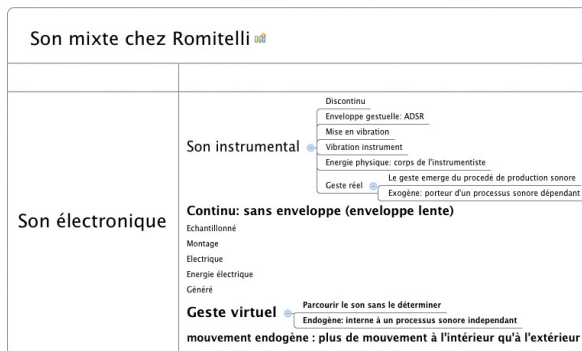 Son mixte chez Romitelli
Son électronique
Son instrumental
Discontinu
Enveloppe gestuelle: ADSR
Mise en vibration
Vibration instrument
Energie physique: corps de l'instrumentiste
Geste réel
Le geste emerge du procedé de production sonore
Exogène: porteur d'un processus sonore dépendant
Continu: sans enveloppe (enveloppe lente)
Echantillonné
Montage
Electrique
Energie électrique
Généré
Geste virtuel
Parcourir le son sans le déterminer
Endogène: interne à un processus sonore independant
mouvement endogène : plus de mouvement à l'intérieur qu'à l'extérieur